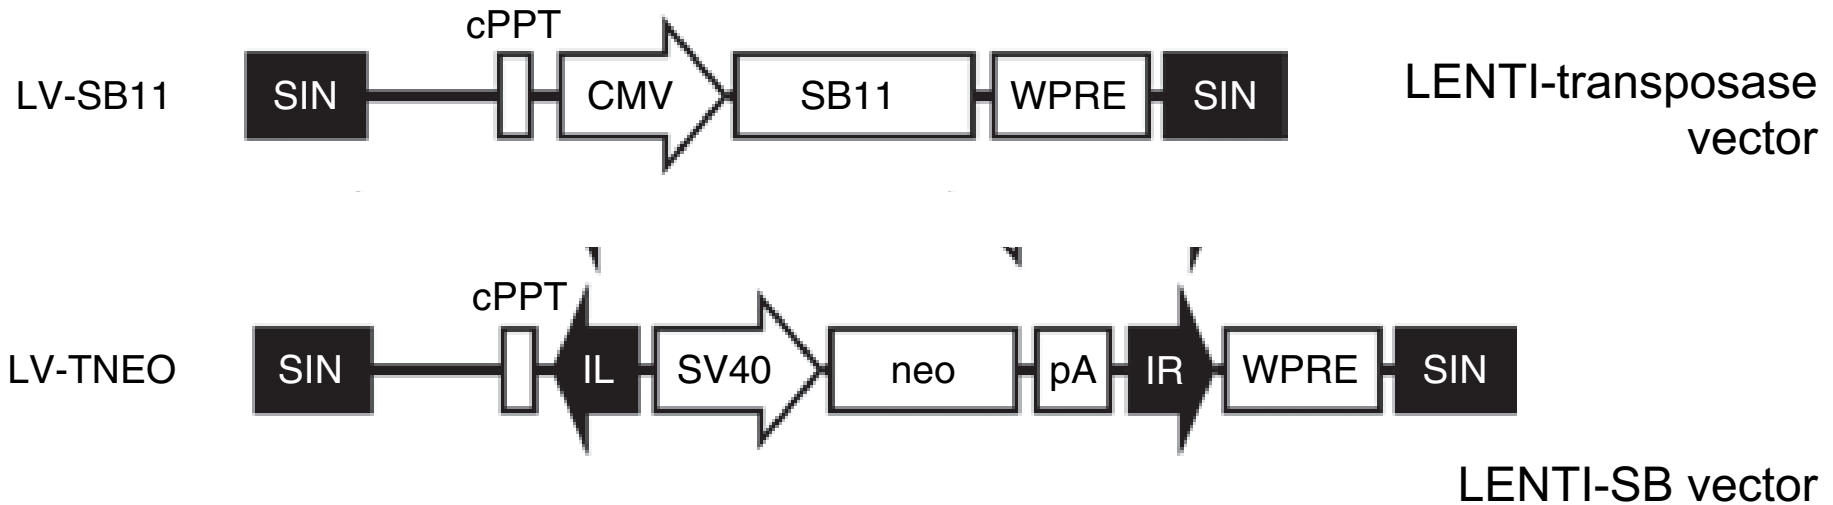 cPPT
LV-SB11 SIN CMV SB11 WPRE SIN LENTI-transposase
vector
cPPT
LV-TNEO SIN IL SV40 neo pA IR WPRE SIN
LENTI-SB vector